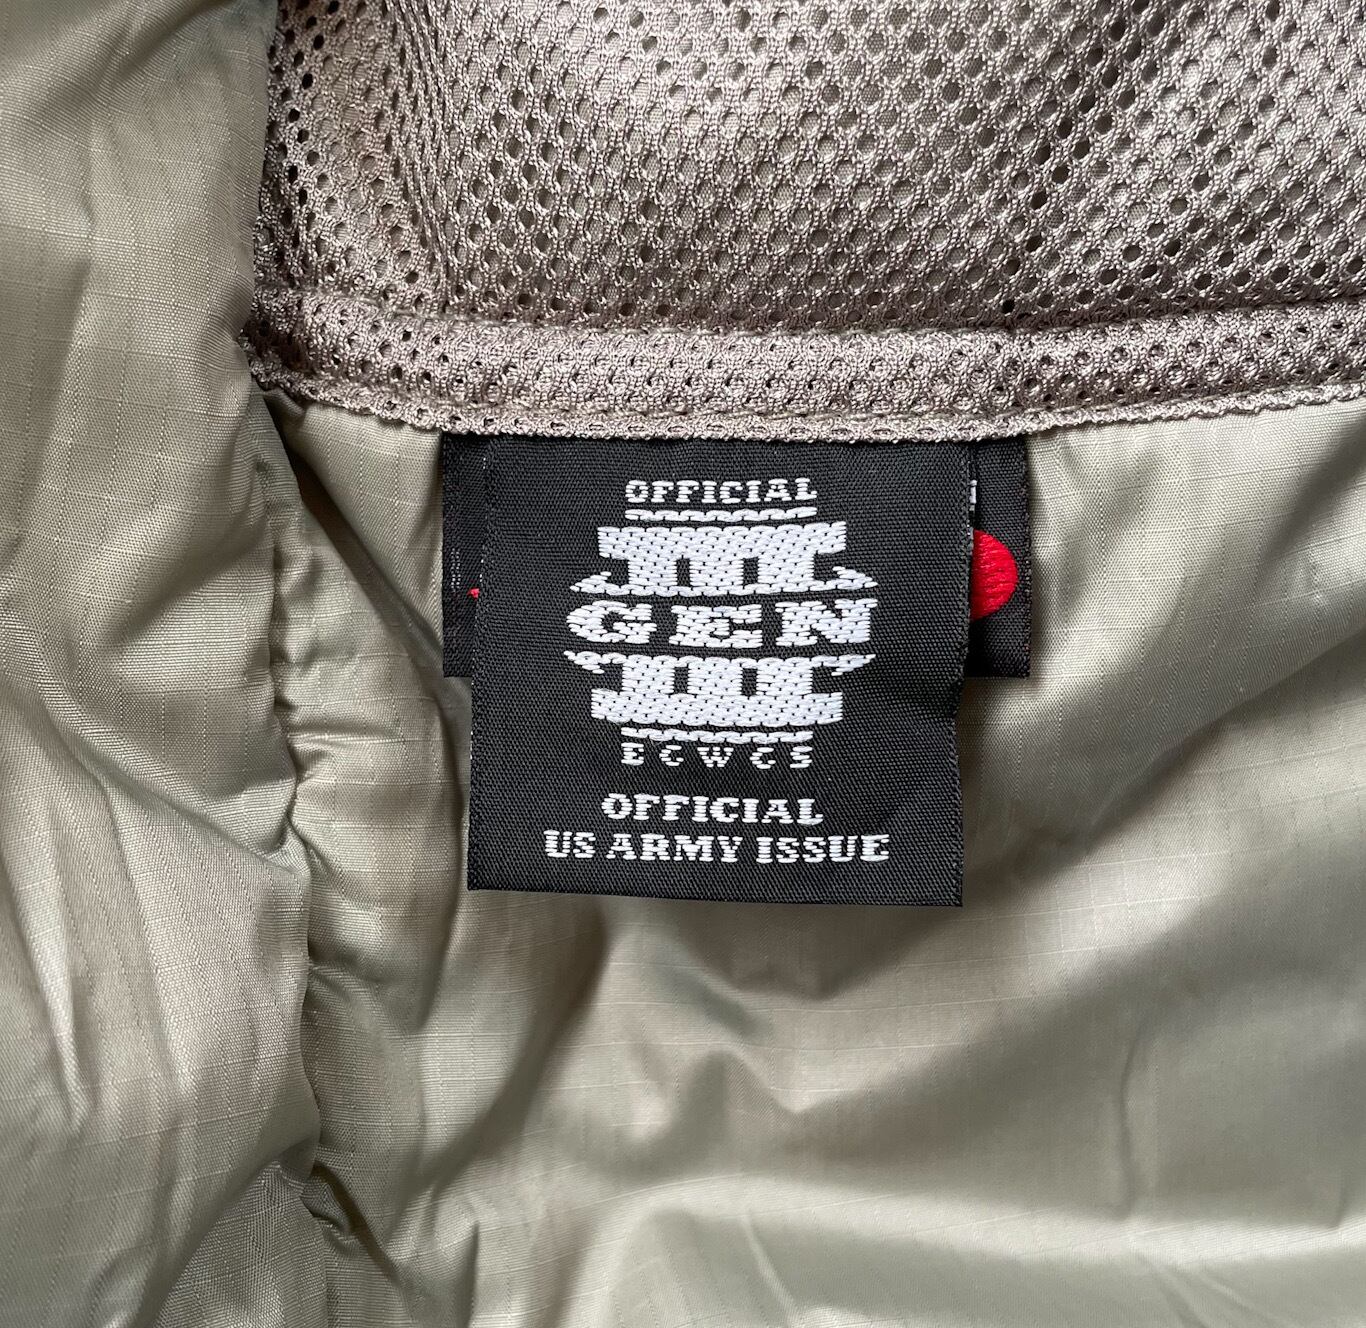 OFFICIAL
III
GEN
III
ECWCS
OFFICIAL
US ARMY ISSUE